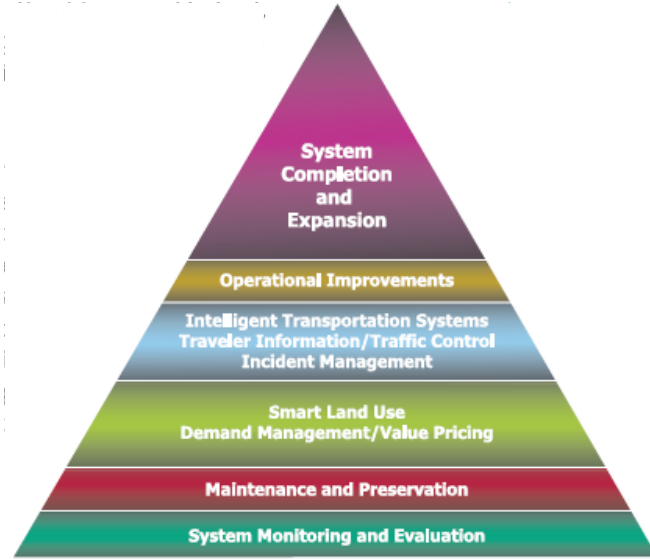 System
Completion
and
Expansion
Operational Improvements
Intelligent Transportation Systems
Traveler Information/Traffic Control
Incident Management
Smart Land Use
Demand Management/Value Pricing
Maintenance and Preservation
System Monitoring and Evaluation